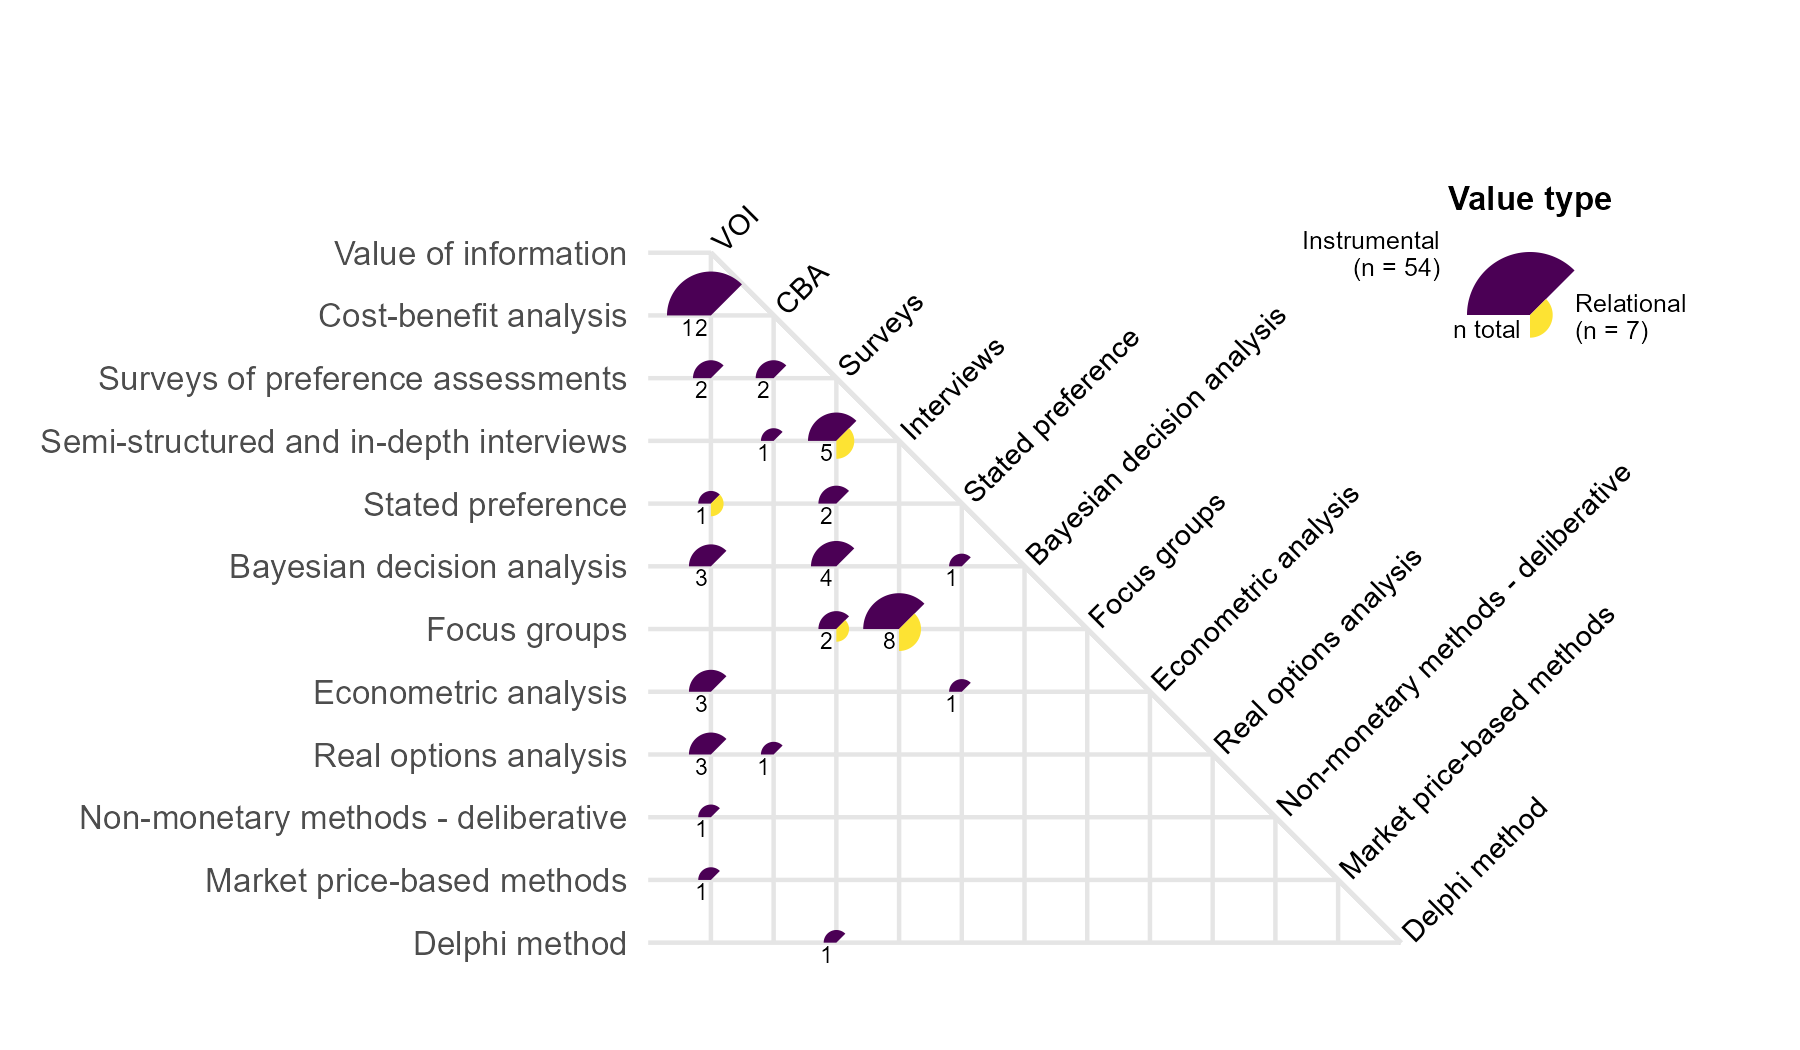 Value type
Instrumental
(n = 54)
Relational
(n = 7)
n total
VOI
CBA
Surveys
Interviews
Stated preference
Bayesian decision analysis
Focus groups
Econometric analysis
Real options analysis
Non-monetary methods - deliberative
Market price-based methods
Delphi method
Value of information
Cost-benefit analysis
12
Surveys of preference assessments
2 2
Semi-structured and in-depth interviews
1 5
Stated preference
1 2
Bayesian decision analysis
3 4 1
Focus groups
2 8
Econometric analysis
3 1
Real options analysis
3 1
Non-monetary methods - deliberative
1
Market price-based methods
1
Delphi method
1